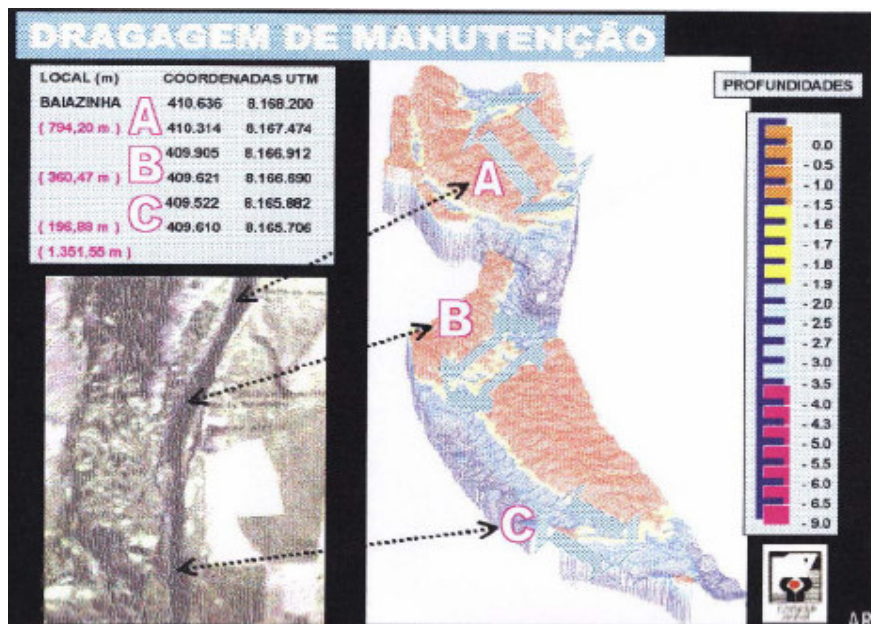 DRAGAGEM DE MANUTENÇÃO
LOCAL (m) COORDENADAS UTM
BAIAZINHA A 410.636 8.168.200
( 794,20 m ) 410.314 8.167.474
B 409.905 8.166.912
( 360,47 m ) 409.621 8.166.690
C 409.522 8.165.882
( 196,88 m ) 409.610 8.165.706
( 1.351,55 m )
A
B
C
PROFUNDIDADES
0.0
- 0.5
- 1.0
- 1.5
- 1.6
- 1.7
- 1.8
- 1.9
- 2.0
- 2.5
- 2.7
- 3.0
- 3.5
- 4.0
- 4.3
- 5.0
- 5.5
- 6.0
- 6.5
- 9.0